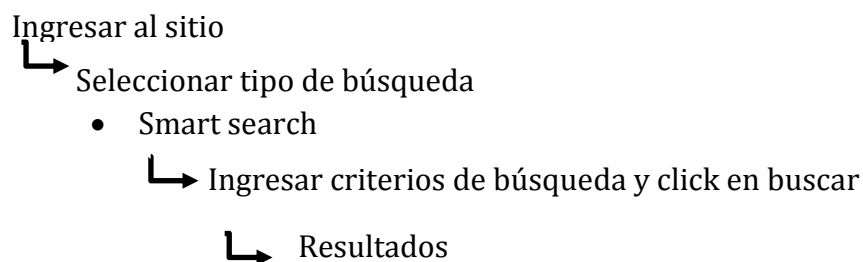 Ingresar al sitio
Seleccionar tipo de búsqueda
• Smart search
Ingresar criterios de búsqueda y click en buscar
Resultados